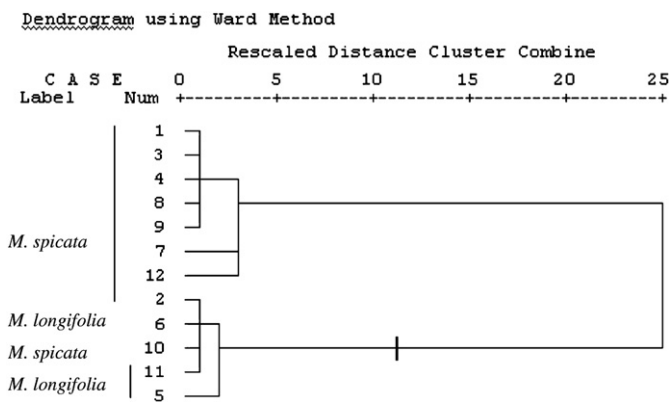 Dendrogram using Ward Method
Rescaled Distance Cluster Combine
C A S E 0 5 10 15 20 25
Label Num
1
3
4
8
9
M. spicata
7
12
2
M. longifolia 6
M. spicata 10
11
M. longifolia
5